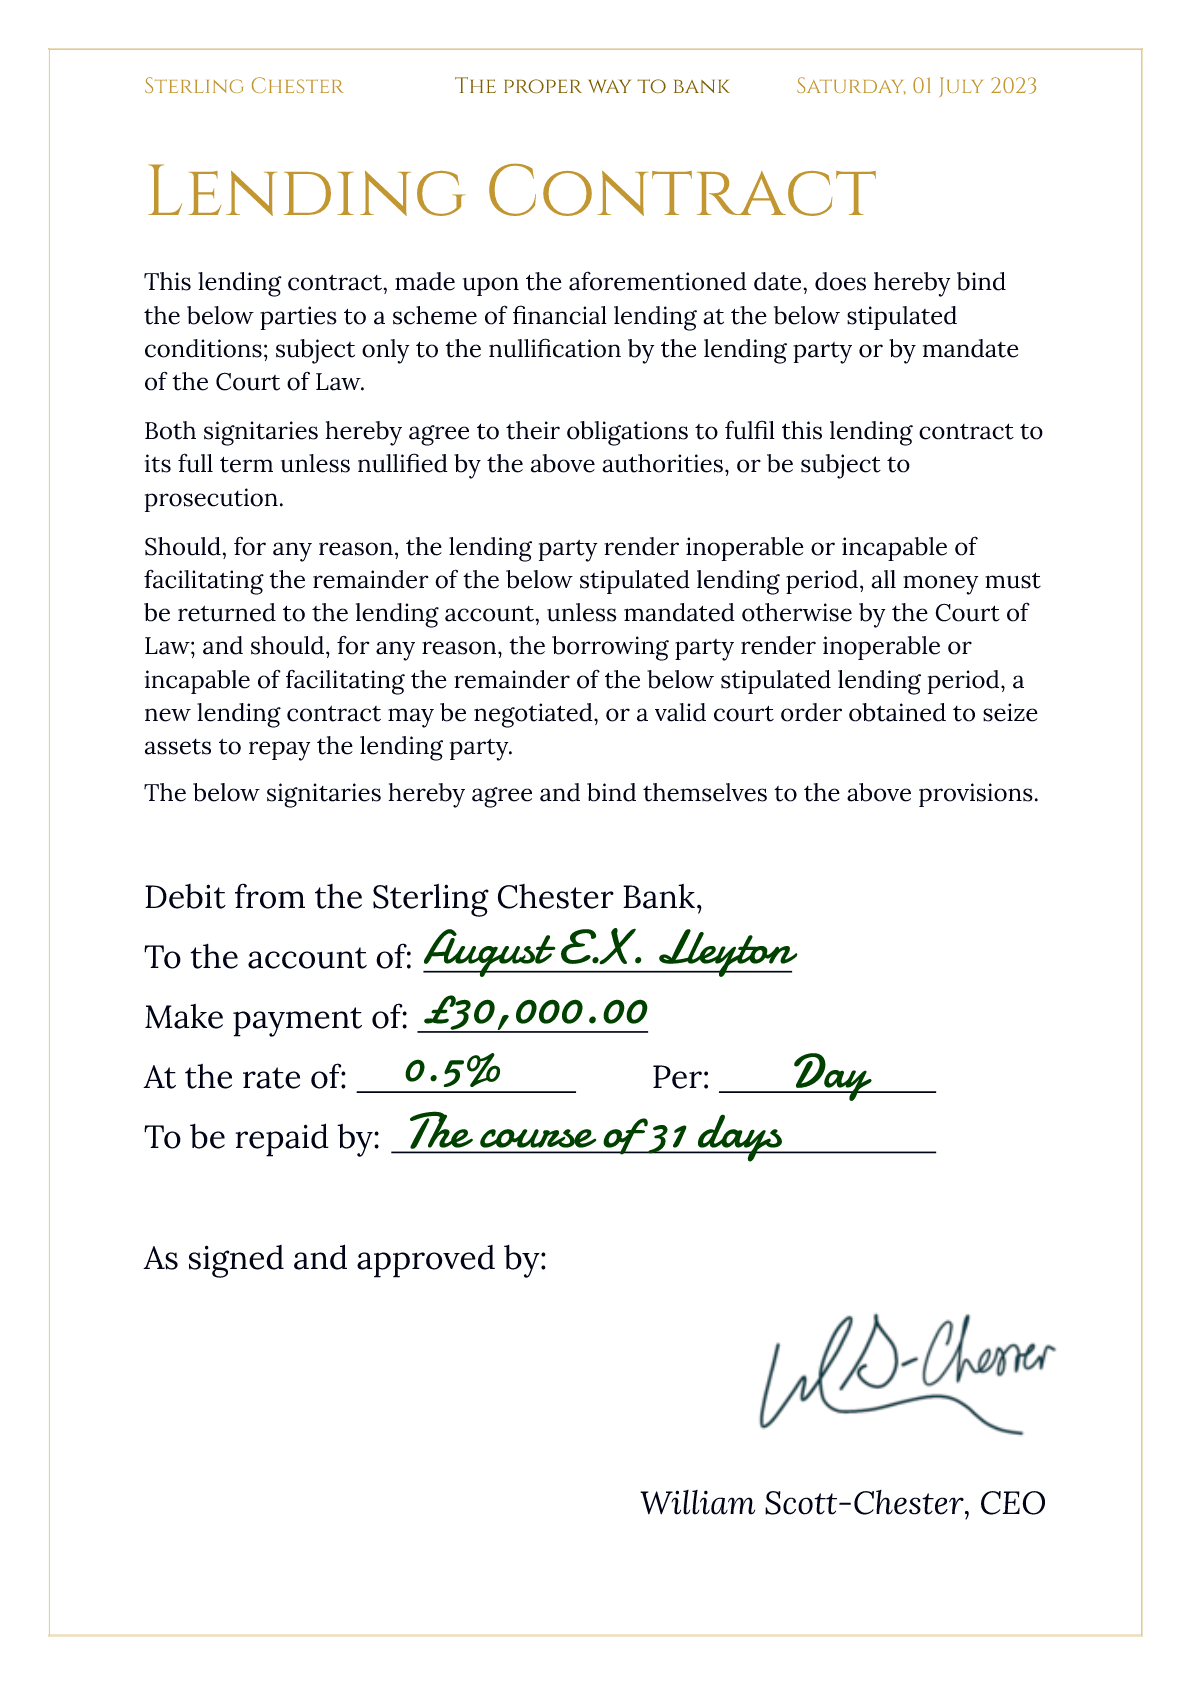 Sterling Chester The proper way to bank Saturday, 01 July 2023
Lending Contract
This lending contract, made upon the aforementioned date, does hereby bind
the below parties to a scheme of financial lending at the below stipulated
conditions; subject only to the nullification by the lending party or by mandate
of the Court of Law.
Both signitaries hereby agree to their obligations to fulfil this lending contract to
its full term unless nullified by the above authorities, or be subject to
prosecution.
Should, for any reason, the lending party render inoperable or incapable of
facilitating the remainder of the below stipulated lending period, all money must
be returned to the lending account, unless mandated otherwise by the Court of
Law; and should, for any reason, the borrowing party render inoperable or
incapable of facilitating the remainder of the below stipulated lending period, a
new lending contract may be negotiated, or a valid court order obtained to seize
assets to repay the lending party.
The below signitaries hereby agree and bind themselves to the above provisions.
Debit from the Sterling Chester Bank,
To the account of: August E.X. Lleyton
Make payment of: £30,000.00
At the rate of: 0.5% Per: Day
To be repaid by: The course of 31 days
As signed and approved by:
W S-Chester
William Scott-Chester, CEO